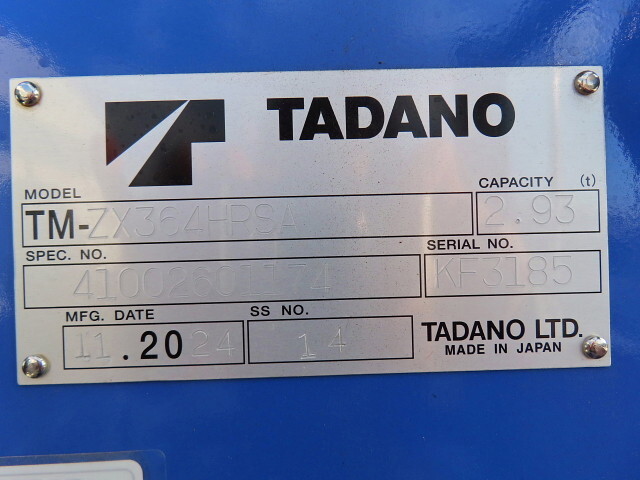 TADANO
MODEL
CAPACITY (t)
TM-ZX364HRSA
2.93
SPEC. NO.
SERIAL NO.
KF3185
MFG. DATE
SS NO.
11.2024
14
TADANO LTD.
MADE IN JAPAN